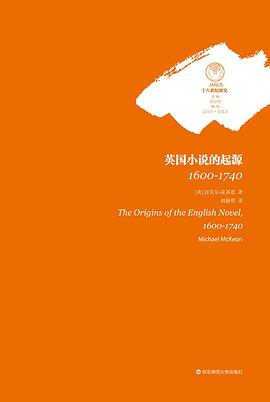 十八世纪研究
主编
英国小说的起源
1600-1740
[美] 迈克尔·麦基恩 著
胡振明 译
The Origins of the English Novel,
1600-1740
Michael McKeon
华东师范大学出版社